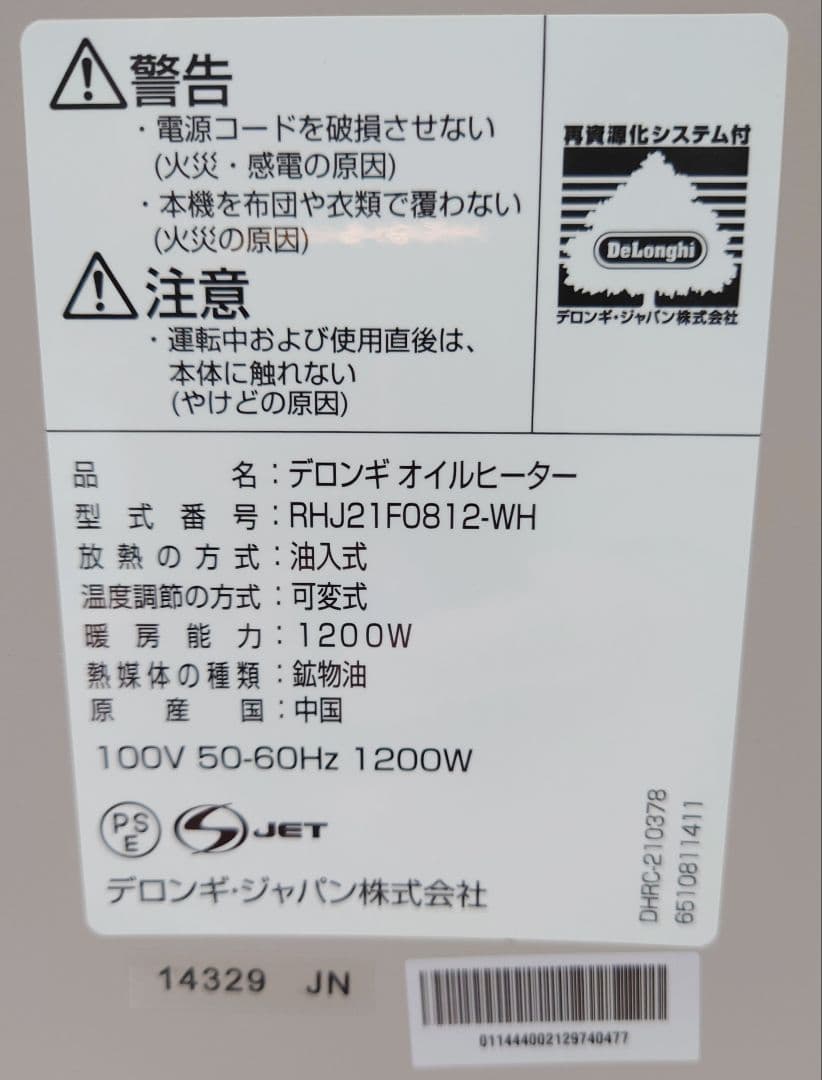 警告
・電源コードを破損させない
(火災・感電の原因)
・本機を布団や衣類で覆わない
(火災の原因)
注意
・運転中および使用直後は、
本体に触れない
(やけどの原因)
再資源化システム付
DeLonghi
デロンギ・ジャパン株式会社
品名：デロンギ オイルヒーター
型式番号：RHJ21F0812-WH
放熱の方式：油入式
温度調節の方式：可変式
暖房能力：1200W
熱媒体の種類：鉱物油
原産国：中国
100V 50-60Hz 1200W
PSE
S JET
デロンギ・ジャパン株式会社
DHRC-210378
6510811411
14329 JN
011444002129740477